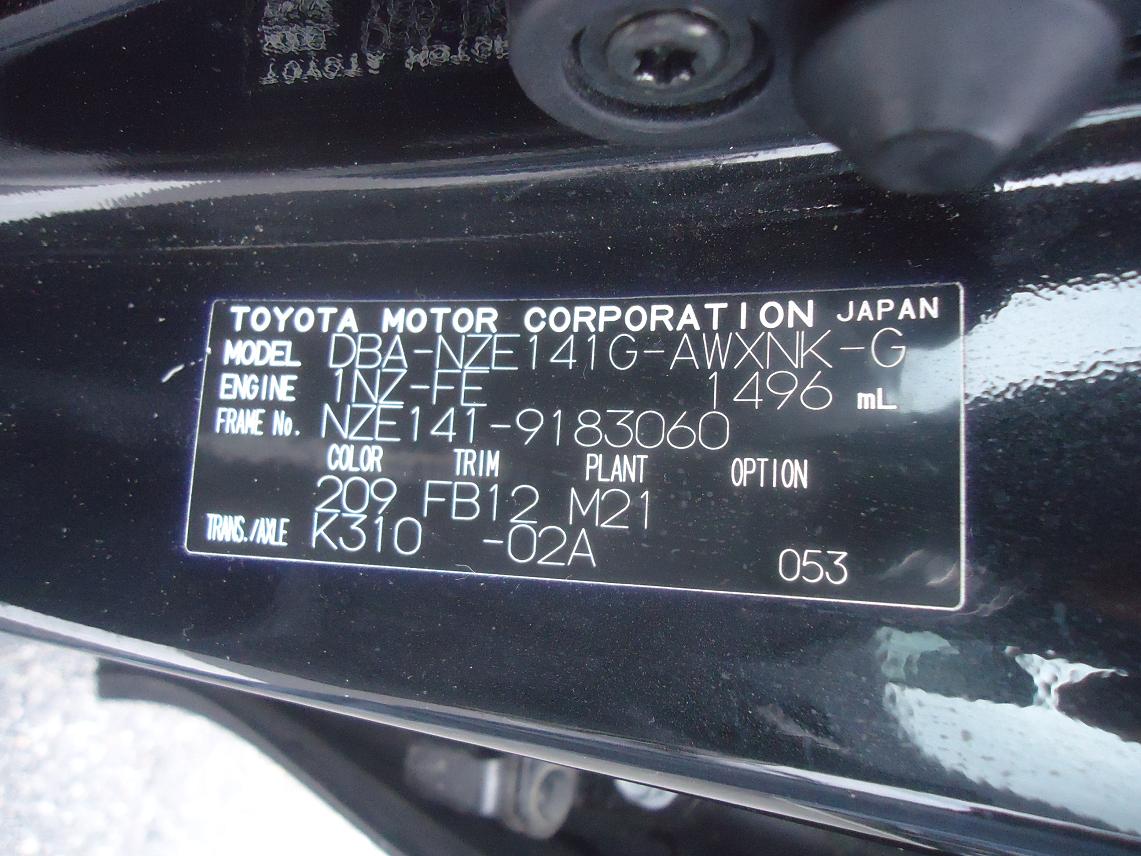 TOYOTA MOTOR CORPORATION JAPAN
MODEL DBA-NZE141G-AWXNK-G
ENGINE 1NZ-FE 1496 mL
FRAME No. NZE141-9183060
COLOR TRIM PLANT OPTION
209 FB12 M21
TRANS./AXLE K310 -02A 053